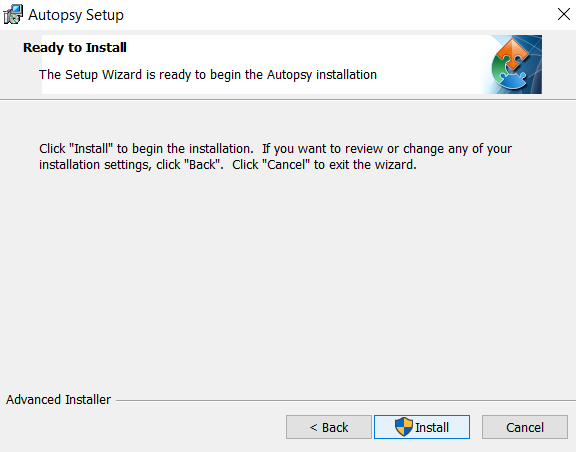 Autopsy Setup
Ready to Install
The Setup Wizard is ready to begin the Autopsy installation
Click "Install" to begin the installation.  If you want to review or change any of your
installation settings, click "Back".  Click "Cancel" to exit the wizard.
Advanced Installer
< Back
Install
Cancel